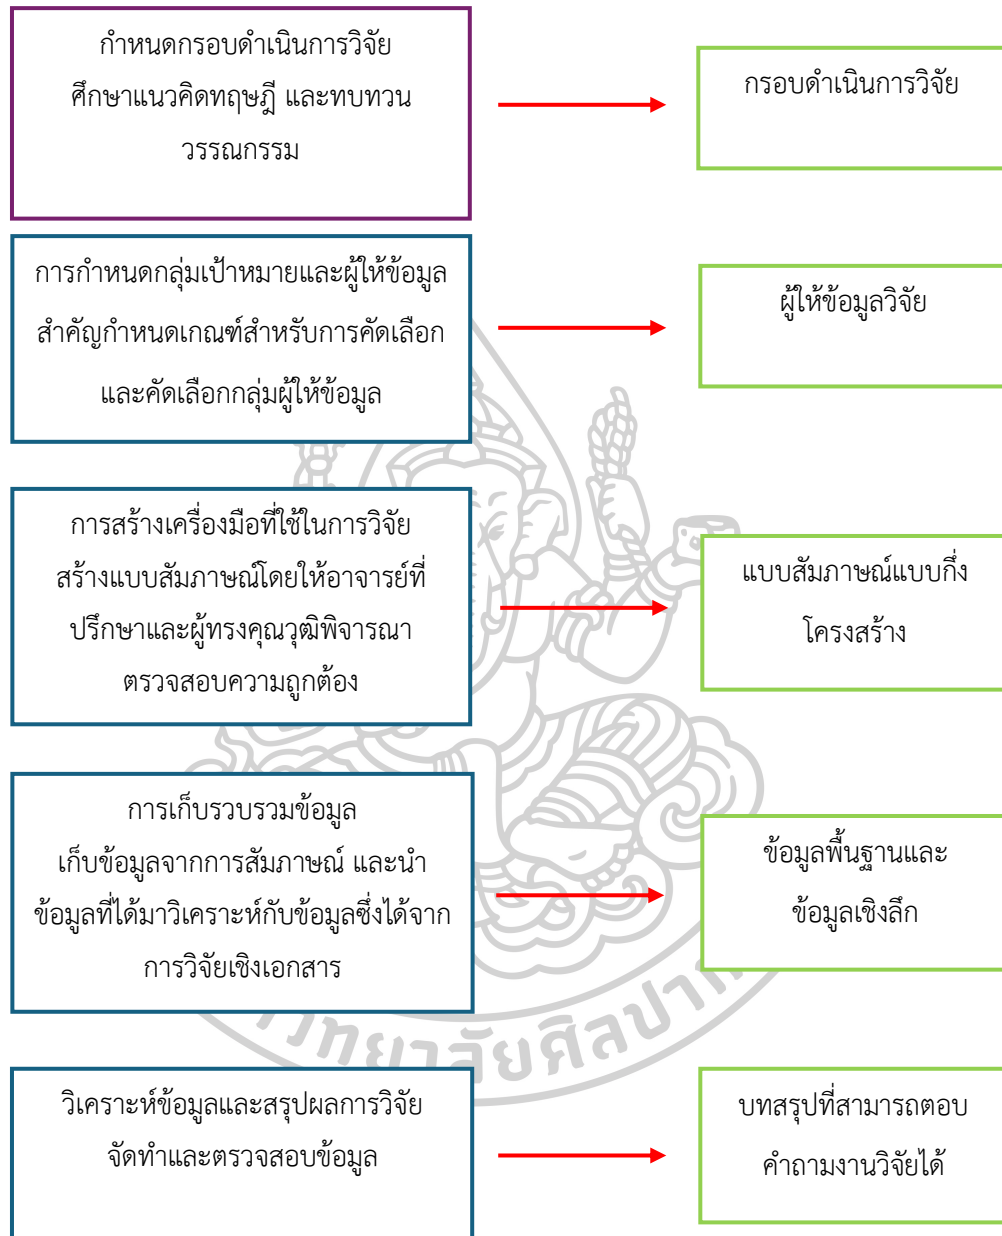 กำหนดกรอบดำเนินการวิจัย
ศึกษาแนวคิดทฤษฎี และทบทวน
วรรณกรรม
กรอบดำเนินการวิจัย
การกำหนดกลุ่มเป้าหมายและผู้ให้ข้อมูล
สำคัญกำหนดเกณฑ์สำหรับการคัดเลือก
และคัดเลือกกลุ่มผู้ให้ข้อมูล
ผู้ให้ข้อมูลวิจัย
การสร้างเครื่องมือที่ใช้ในการวิจัย
สร้างแบบสัมภาษณ์โดยให้อาจารย์ที่
ปรึกษาและผู้ทรงคุณวุฒิพิจารณา
ตรวจสอบความถูกต้อง
แบบสัมภาษณ์แบบกึ่ง
โครงสร้าง
การเก็บรวบรวมข้อมูล
เก็บข้อมูลจากการสัมภาษณ์ และนำ
ข้อมูลที่ได้มาวิเคราะห์กับข้อมูลซึ่งได้จาก
การวิจัยเชิงเอกสาร
ข้อมูลพื้นฐานและ
ข้อมูลเชิงลึก
วิเคราะห์ข้อมูลและสรุปผลการวิจัย
จัดทำและตรวจสอบข้อมูล
บทสรุปที่สามารถตอบ
คำถามงานวิจัยได้